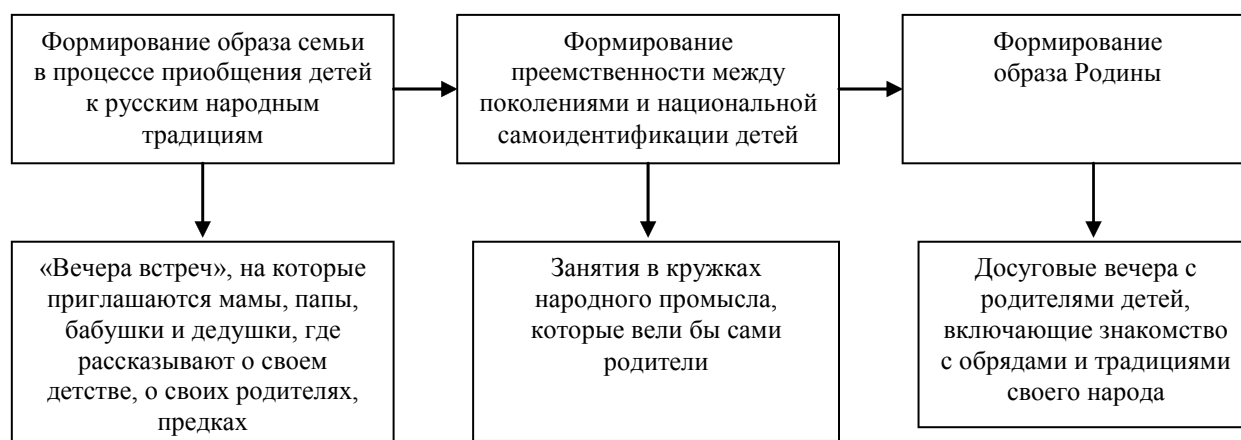 Формирование образа семьи
в процессе приобщения детей
к русским народным
традициям
Формирование
преемственности между
поколениями и национальной
самоидентификации детей
Формирование
образа Родины
«Вечера встреч», на которые
приглашаются мамы, папы,
бабушки и дедушки, где
рассказывают о своем
детстве, о своих родителях,
предках
Занятия в кружках
народного промысла,
которые вели бы сами
родители
Досуговые вечера с
родителями детей,
включающие знакомство
с обрядами и традициями
своего народа